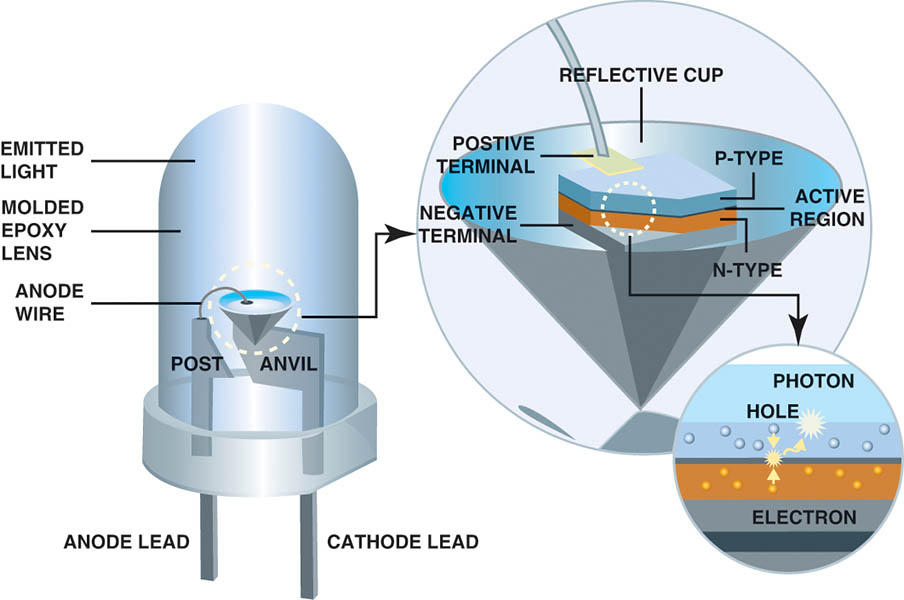 EMITTED
LIGHT
MOLDED
EPOXY
LENS
ANODE
WIRE
POST
ANVIL
ANODE LEAD
CATHODE LEAD
REFLECTIVE CUP
POSTIVE
TERMINAL
P-TYPE
NEGATIVE
TERMINAL
ACTIVE
REGION
N-TYPE
PHOTON
HOLE
ELECTRON